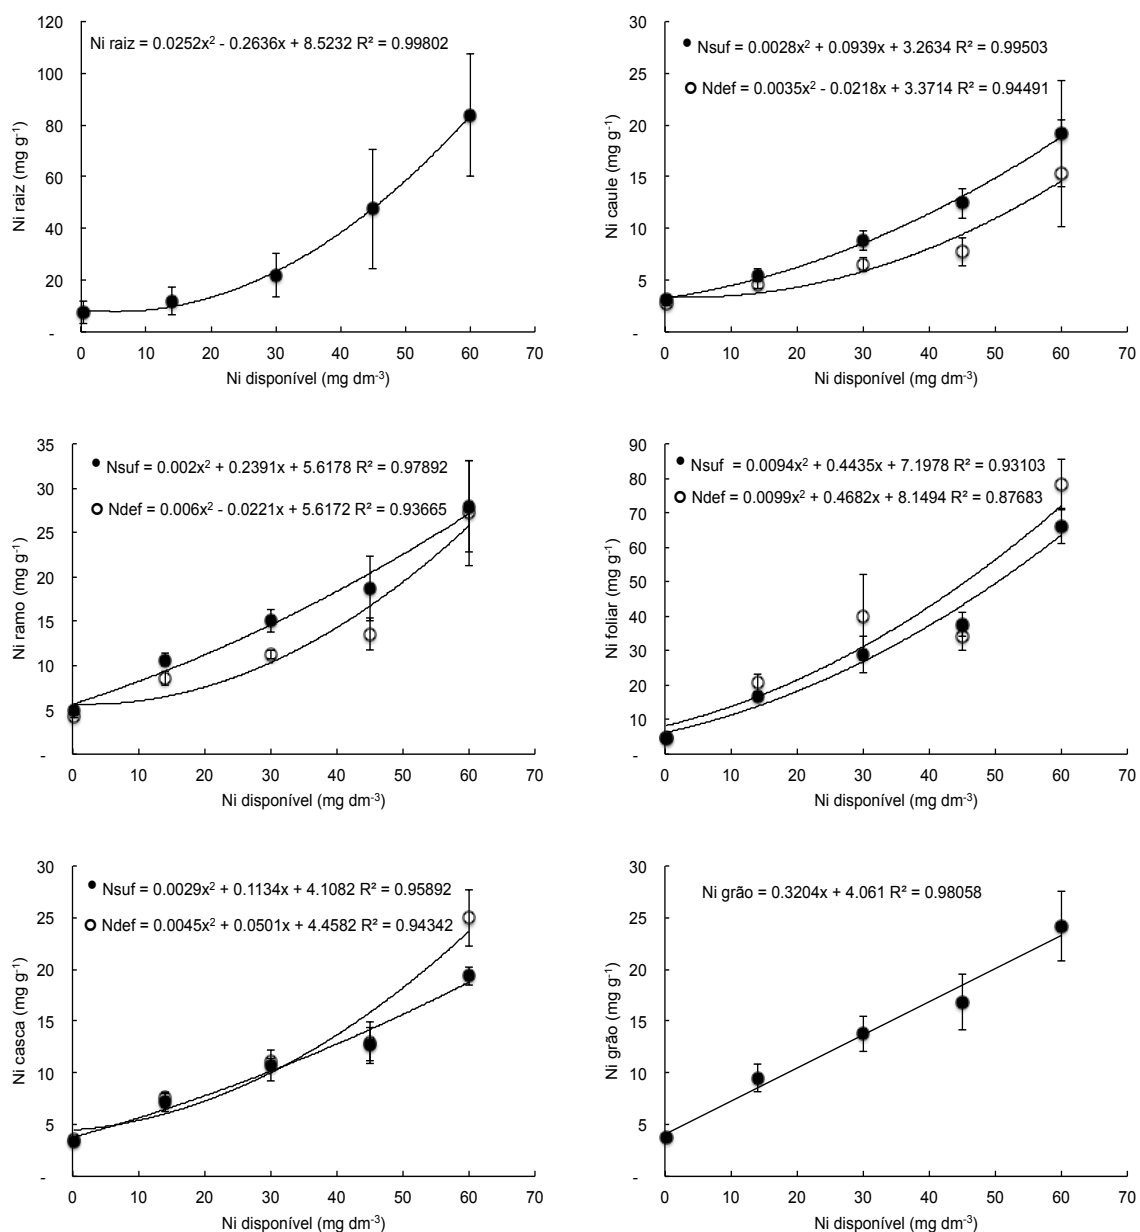 Ni raiz = 0.0252x² - 0.2636x + 8.5232 R² = 0.99802
120
100
80
60
40
20
-
Ni raiz (mg g⁻¹)
0 10 20 30 40 50 60 70
Ni disponível (mg dm⁻³)
Nsuf = 0.0028x² + 0.0939x + 3.2634 R² = 0.99503
Ndef = 0.0035x² - 0.0218x + 3.3714 R² = 0.94491
30
25
20
15
10
5
-
Ni caule (mg g⁻¹)
0 10 20 30 40 50 60 70
Ni disponível (mg dm⁻³)
Nsuf = 0.002x² + 0.2391x + 5.6178 R² = 0.97892
Ndef = 0.006x² - 0.0221x + 5.6172 R² = 0.93665
35
30
25
20
15
10
5
-
Ni ramo (mg g⁻¹)
0 10 20 30 40 50 60 70
Ni disponível (mg dm⁻³)
Nsuf = 0.0094x² + 0.4435x + 7.1978 R² = 0.93103
Ndef = 0.0099x² + 0.4682x + 8.1494 R² = 0.87683
90
80
70
60
50
40
30
20
10
-
Ni foliar (mg g⁻¹)
0 10 20 30 40 50 60 70
Ni disponível (mg dm⁻³)
Nsuf = 0.0029x² + 0.1134x + 4.1082 R² = 0.95892
Ndef = 0.0045x² + 0.0501x + 4.4582 R² = 0.94342
30
25
20
15
10
5
-
Ni casca (mg g⁻¹)
0 10 20 30 40 50 60 70
Ni disponível (mg dm⁻³)
Ni grão = 0.3204x + 4.061 R² = 0.98058
30
25
20
15
10
5
-
Ni grão (mg g⁻¹)
0 10 20 30 40 50 60 70
Ni disponível (mg dm⁻³)